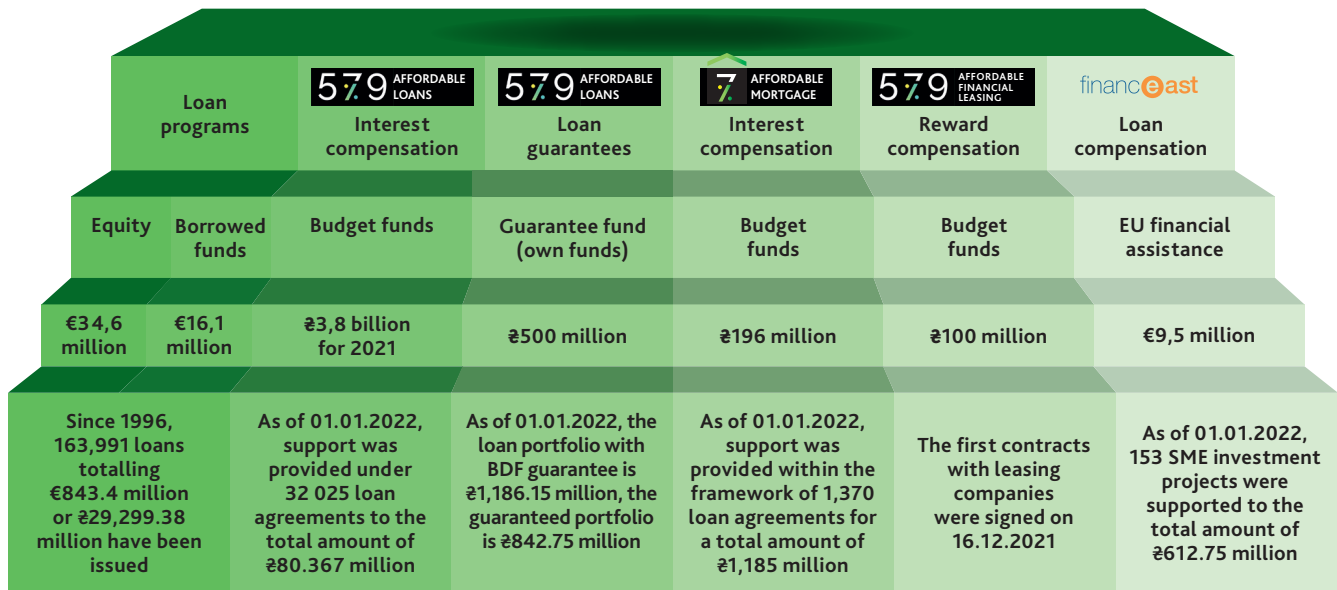 Loan
programs
5 7% 9 AFFORDABLE
LOANS
Interest
compensation
5 7% 9 AFFORDABLE
LOANS
Loan
guarantees
7% AFFORDABLE
MORTGAGE
Interest
compensation
5 7% 9 AFFORDABLE
FINANCIAL
LEASING
Reward
compensation
financeast
Loan
compensation
Equity
Borrowed
funds
Budget funds
Guarantee fund
(own funds)
Budget
funds
Budget
funds
EU financial
assistance
€34,6
million
€16,1
million
₴3,8 billion
for 2021
₴500 million
₴196 million
₴100 million
€9,5 million
Since 1996,
163,991 loans
totalling
€843.4 million
or ₴29,299.38
million have been
issued
As of 01.01.2022,
support was
provided under
32 025 loan
agreements to the
total amount of
₴80.367 million
As of 01.01.2022, the
loan portfolio with
BDF guarantee is
₴1,186.15 million, the
guaranteed portfolio
is ₴842.75 million
As of 01.01.2022,
support was
provided within the
framework of 1,370
loan agreements for
a total amount of
₴1,185 million
The first contracts
with leasing
companies
were signed on
16.12.2021
As of 01.01.2022,
153 SME investment
projects were
supported to the
total amount of
₴612.75 million